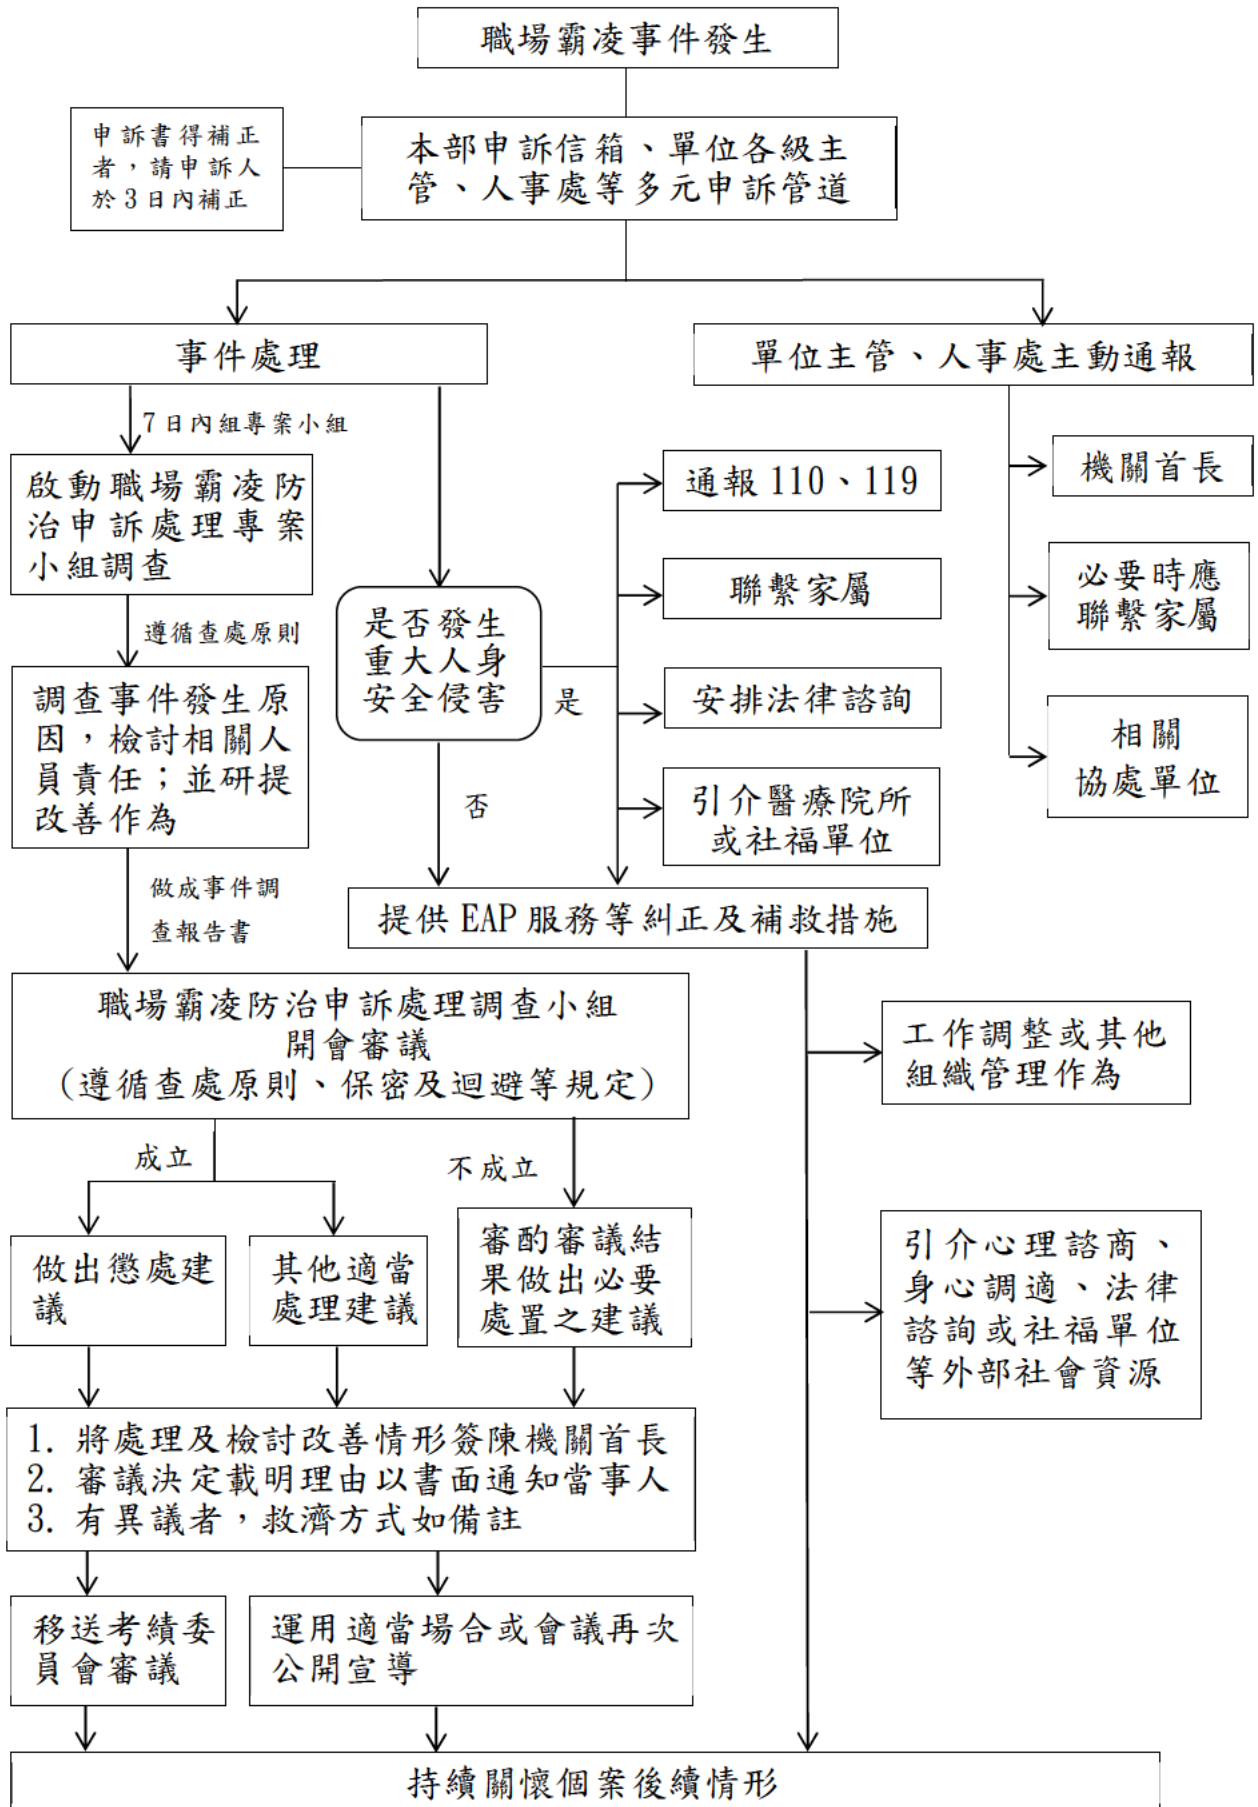 職場霸凌事件發生
申訴書得補正
者，請申訴人
於3日內補正
本部申訴信箱、單位各級主
管、人事處等多元申訴管道
事件處理
單位主管、人事處主動通報
7日內組專案小組
啟動職場霸凌防
治申訴處理專案
小組調查
通報 110、119
機關首長
聯繫家屬
必要時應
聯繫家屬
遵循查處原則
是否發生
重大人身
安全侵害
是
調查事件發生原
因，檢討相關人
員責任；並研提
改善作為
安排法律諮詢
相關
協處單位
否
引介醫療院所
或社福單位
做成事件調
查報告書
提供 EAP 服務等糾正及補救措施
職場霸凌防治申訴處理調查小組
開會審議
(遵循查處原則、保密及迴避等規定)
工作調整或其他
組織管理作為
成立
不成立
做出懲處建
議
其他適當
處理建議
審酌審議結
果做出必要
處置之建議
引介心理諮商、
身心調適、法律
諮詢或社福單位
等外部社會資源
1. 將處理及檢討改善情形簽陳機關首長
2. 審議決定載明理由以書面通知當事人
3. 有異議者，救濟方式如備註
移送考績委
員會審議
運用適當場合或會議再次
公開宣導
持續關懷個案後續情形